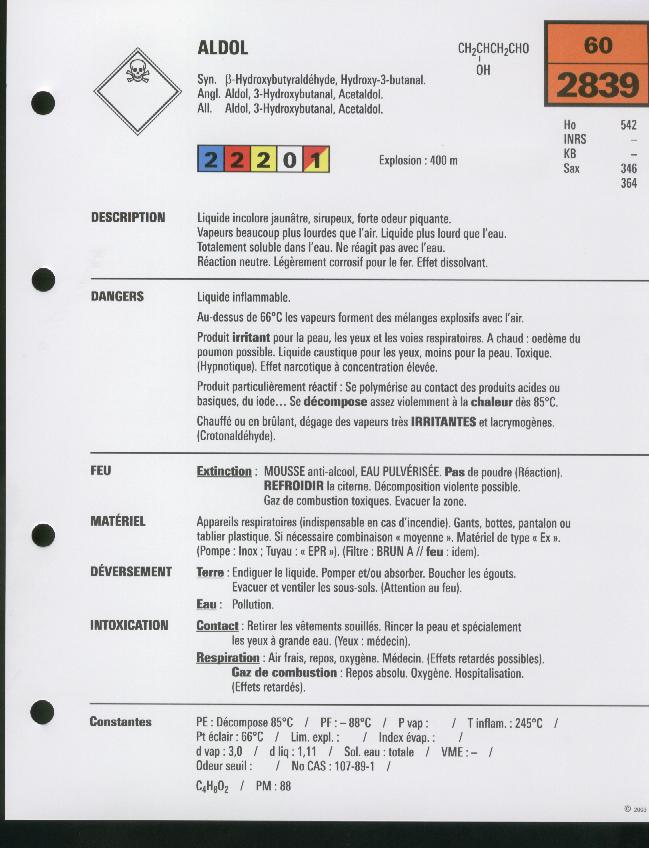 ALDOL
CH₂CHCH₂CHO
OH
60
2839
Syn. β-Hydroxybutyraldéhyde, Hydroxy-3-butanal.
Angl. Aldol, 3-Hydroxybutanal, Acetaldol.
All. Aldol, 3-Hydroxybutanal, Acetaldol.
Ho 542
INRS –
KB –
Sax 346
364
2 2 2 0 1
Explosion : 400 m
DESCRIPTION
Liquide incolore jaunâtre, sirupeux, forte odeur piquante.
Vapeurs beaucoup plus lourdes que l'air. Liquide plus lourd que l'eau.
Totalement soluble dans l'eau. Ne réagit pas avec l'eau.
Réaction neutre. Légèrement corrosif pour le fer. Effet dissolvant.
DANGERS
Liquide inflammable.
Au-dessus de 66°C les vapeurs forment des mélanges explosifs avec l'air.
Produit irritant pour la peau, les yeux et les voies respiratoires. A chaud : oedème du
poumon possible. Liquide caustique pour les yeux, moins pour la peau. Toxique.
(Hypnotique). Effet narcotique à concentration élevée.
Produit particulièrement réactif : Se polymérise au contact des produits acides ou
basiques, du iode... Se décompose assez violemment à la chaleur dès 85°C.
Chauffé ou en brûlant, dégage des vapeurs très IRRITANTES et lacrymogènes.
(Crotonaldéhyde).
FEU
Extinction : MOUSSE anti-alcool, EAU PULVÉRISÉE. Pas de poudre (Réaction).
REFROIDIR la citerne. Décomposition violente possible.
Gaz de combustion toxiques. Evacuer la zone.
MATÉRIEL
Appareils respiratoires (indispensable en cas d'incendie). Gants, bottes, pantalon ou
tablier plastique. Si nécessaire combinaison « moyenne ». Matériel de type « Ex ».
(Pompe : Inox ; Tuyau : « EPR »). (Filtre : BRUN A // feu : idem).
DÉVERSEMENT
Terre : Endiguer le liquide. Pomper et/ou absorber. Boucher les égouts.
Evacuer et ventiler les sous-sols. (Attention au feu).
Eau : Pollution.
INTOXICATION
Contact : Retirer les vêtements souillés. Rincer la peau et spécialement
les yeux à grande eau. (Yeux : médecin).
Respiration : Air frais, repos, oxygène. Médecin. (Effets retardés possibles).
Gaz de combustion : Repos absolu. Oxygène. Hospitalisation.
(Effets retardés).
Constantes
PE : Décompose 85°C / PF : – 88°C / P vap : / T inflam. : 245°C /
Pt éclair : 66°C / Lim. expl. : / Index évap. : /
d vap : 3,0 / d liq : 1,11 / Sol. eau : totale / VME : – /
Odeur seuil : / No CAS : 107-89-1 /
C₄H₈O₂ / PM : 88
© 2003